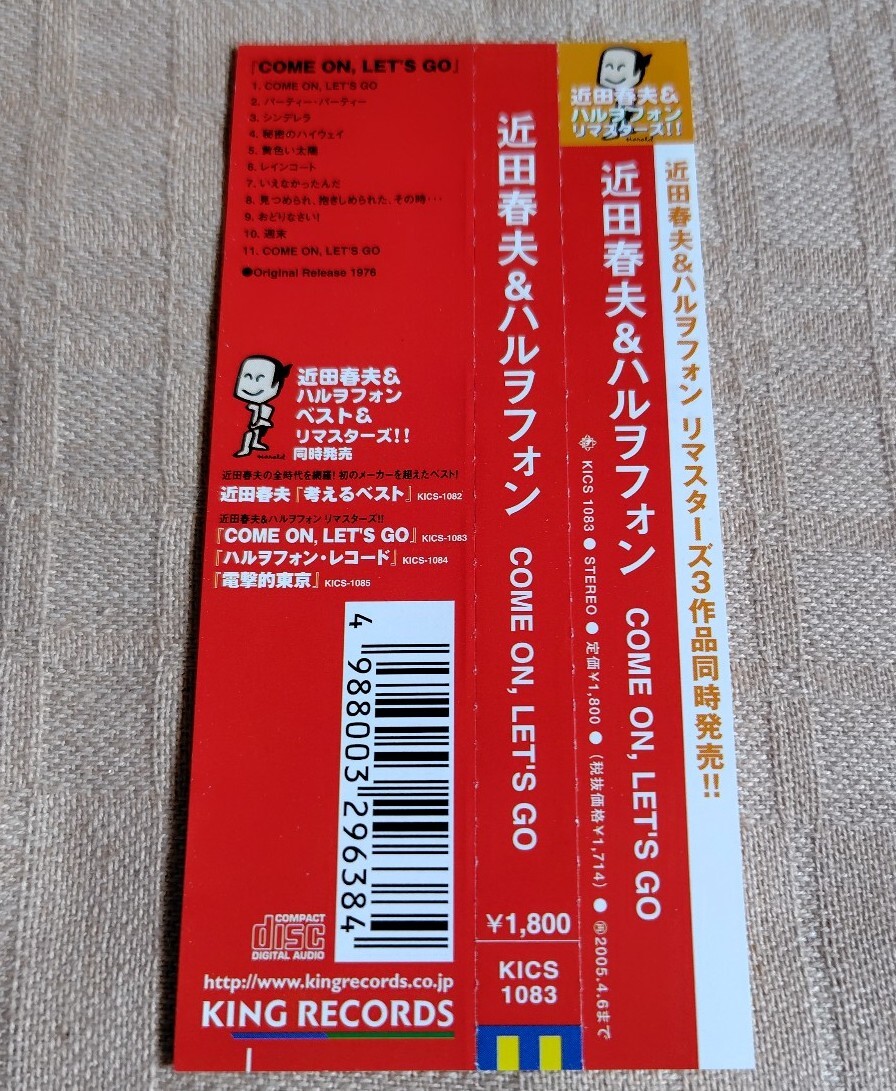 『COME ON, LET'S GO』
1. COME ON, LET'S GO
2. パーティー・パーティー
3. シンデレラ
4. 秘密のハイウェイ
5. 黄色い太陽
6. レインコート
7. いえなかったんだ
8. 見つめられ、抱きしめられた、その時・・・
9. おどりなさい!
10. 週末
11. COME ON, LET'S GO
●Original Release 1976
近田春夫&
ハルヲフォン
ベスト&
リマスターズ!!
同時発売
近田春夫の全時代を網羅!初のメーカーを超えたベスト!
近田春夫『考えるベスト』KICS-1082
近田春夫&ハルヲフォン リマスターズ!!
『COME ON, LET'S GO』KICS-1083
『ハルヲフォン・レコード』KICS-1084
『電撃的東京』KICS-1085
4 988003 296384
COMPACT
disc
DIGITAL AUDIO
http://www.kingrecords.co.jp
KING RECORDS
近田春夫&ハルヲフォン COME ON, LET'S GO
¥1,800
KICS
1083
近田春夫&
ハルヲフォン
リマスターズ!!
近田春夫&ハルヲフォン COME ON, LET'S GO
KICS 1083 ● STEREO ● 定価¥1,800 ●(税抜価格¥1,714)● 再2005.4.6まで
近田春夫&ハルヲフォン リマスターズ3作品同時発売!!